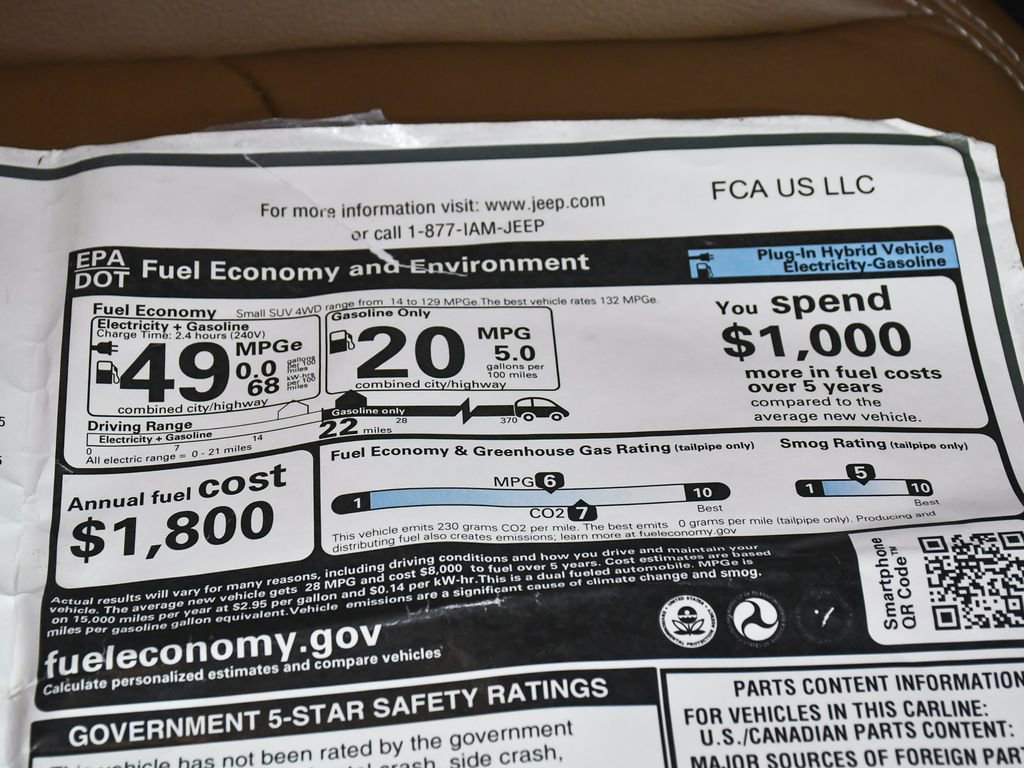 FCA US LLC
For more information visit: www.jeep.com
or call 1-877-IAM-JEEP
EPA
DOT
Fuel Economy and Environment
Plug-In Hybrid Vehicle
Electricity-Gasoline
Fuel Economy
Small SUV 4WD range from 14 to 129 MPGe. The best vehicle rates 132 MPGe.
Electricity + Gasoline
Charge Time: 2.4 hours (240V)
49 MPGe
0.0 gallons per 100 miles
68 kW-hrs per 100 miles
combined city/highway
Gasoline Only
20 MPG
5.0
gallons per
100 miles
combined city/highway
You spend
$1,000
more in fuel costs
over 5 years
compared to the
average new vehicle.
Driving Range
Electricity + Gasoline
Gasoline only
0 7 14 22 miles 28 370
All electric range = 0 - 21 miles
Annual fuel cost
$1,800
Fuel Economy & Greenhouse Gas Rating (tailpipe only)
MPG 6
1 10
CO2 7
Best
Smog Rating (tailpipe only)
5
1 10
Best
This vehicle emits 230 grams CO2 per mile. The best emits 0 grams per mile (tailpipe only). Producing and
distributing fuel also creates emissions; learn more at fueleconomy.gov
Actual results will vary for many reasons, including driving conditions and how you drive and maintain your
vehicle. The average new vehicle gets 28 MPG and cost $8,000 to fuel over 5 years. Cost estimates are based
on 15,000 miles per year at $2.95 per gallon and $0.14 per kW-hr. This is a dual fueled automobile. MPGe is
miles per gasoline gallon equivalent. Vehicle emissions are a significant cause of climate change and smog.
fueleconomy.gov
Calculate personalized estimates and compare vehicles
Smartphone
QR Code™
GOVERNMENT 5-STAR SAFETY RATINGS
This vehicle has not been rated by the government
crash, side crash,
PARTS CONTENT INFORMATION
FOR VEHICLES IN THIS CARLINE:
U.S./CANADIAN PARTS CONTENT:
MAJOR SOURCES OF FOREIGN PART